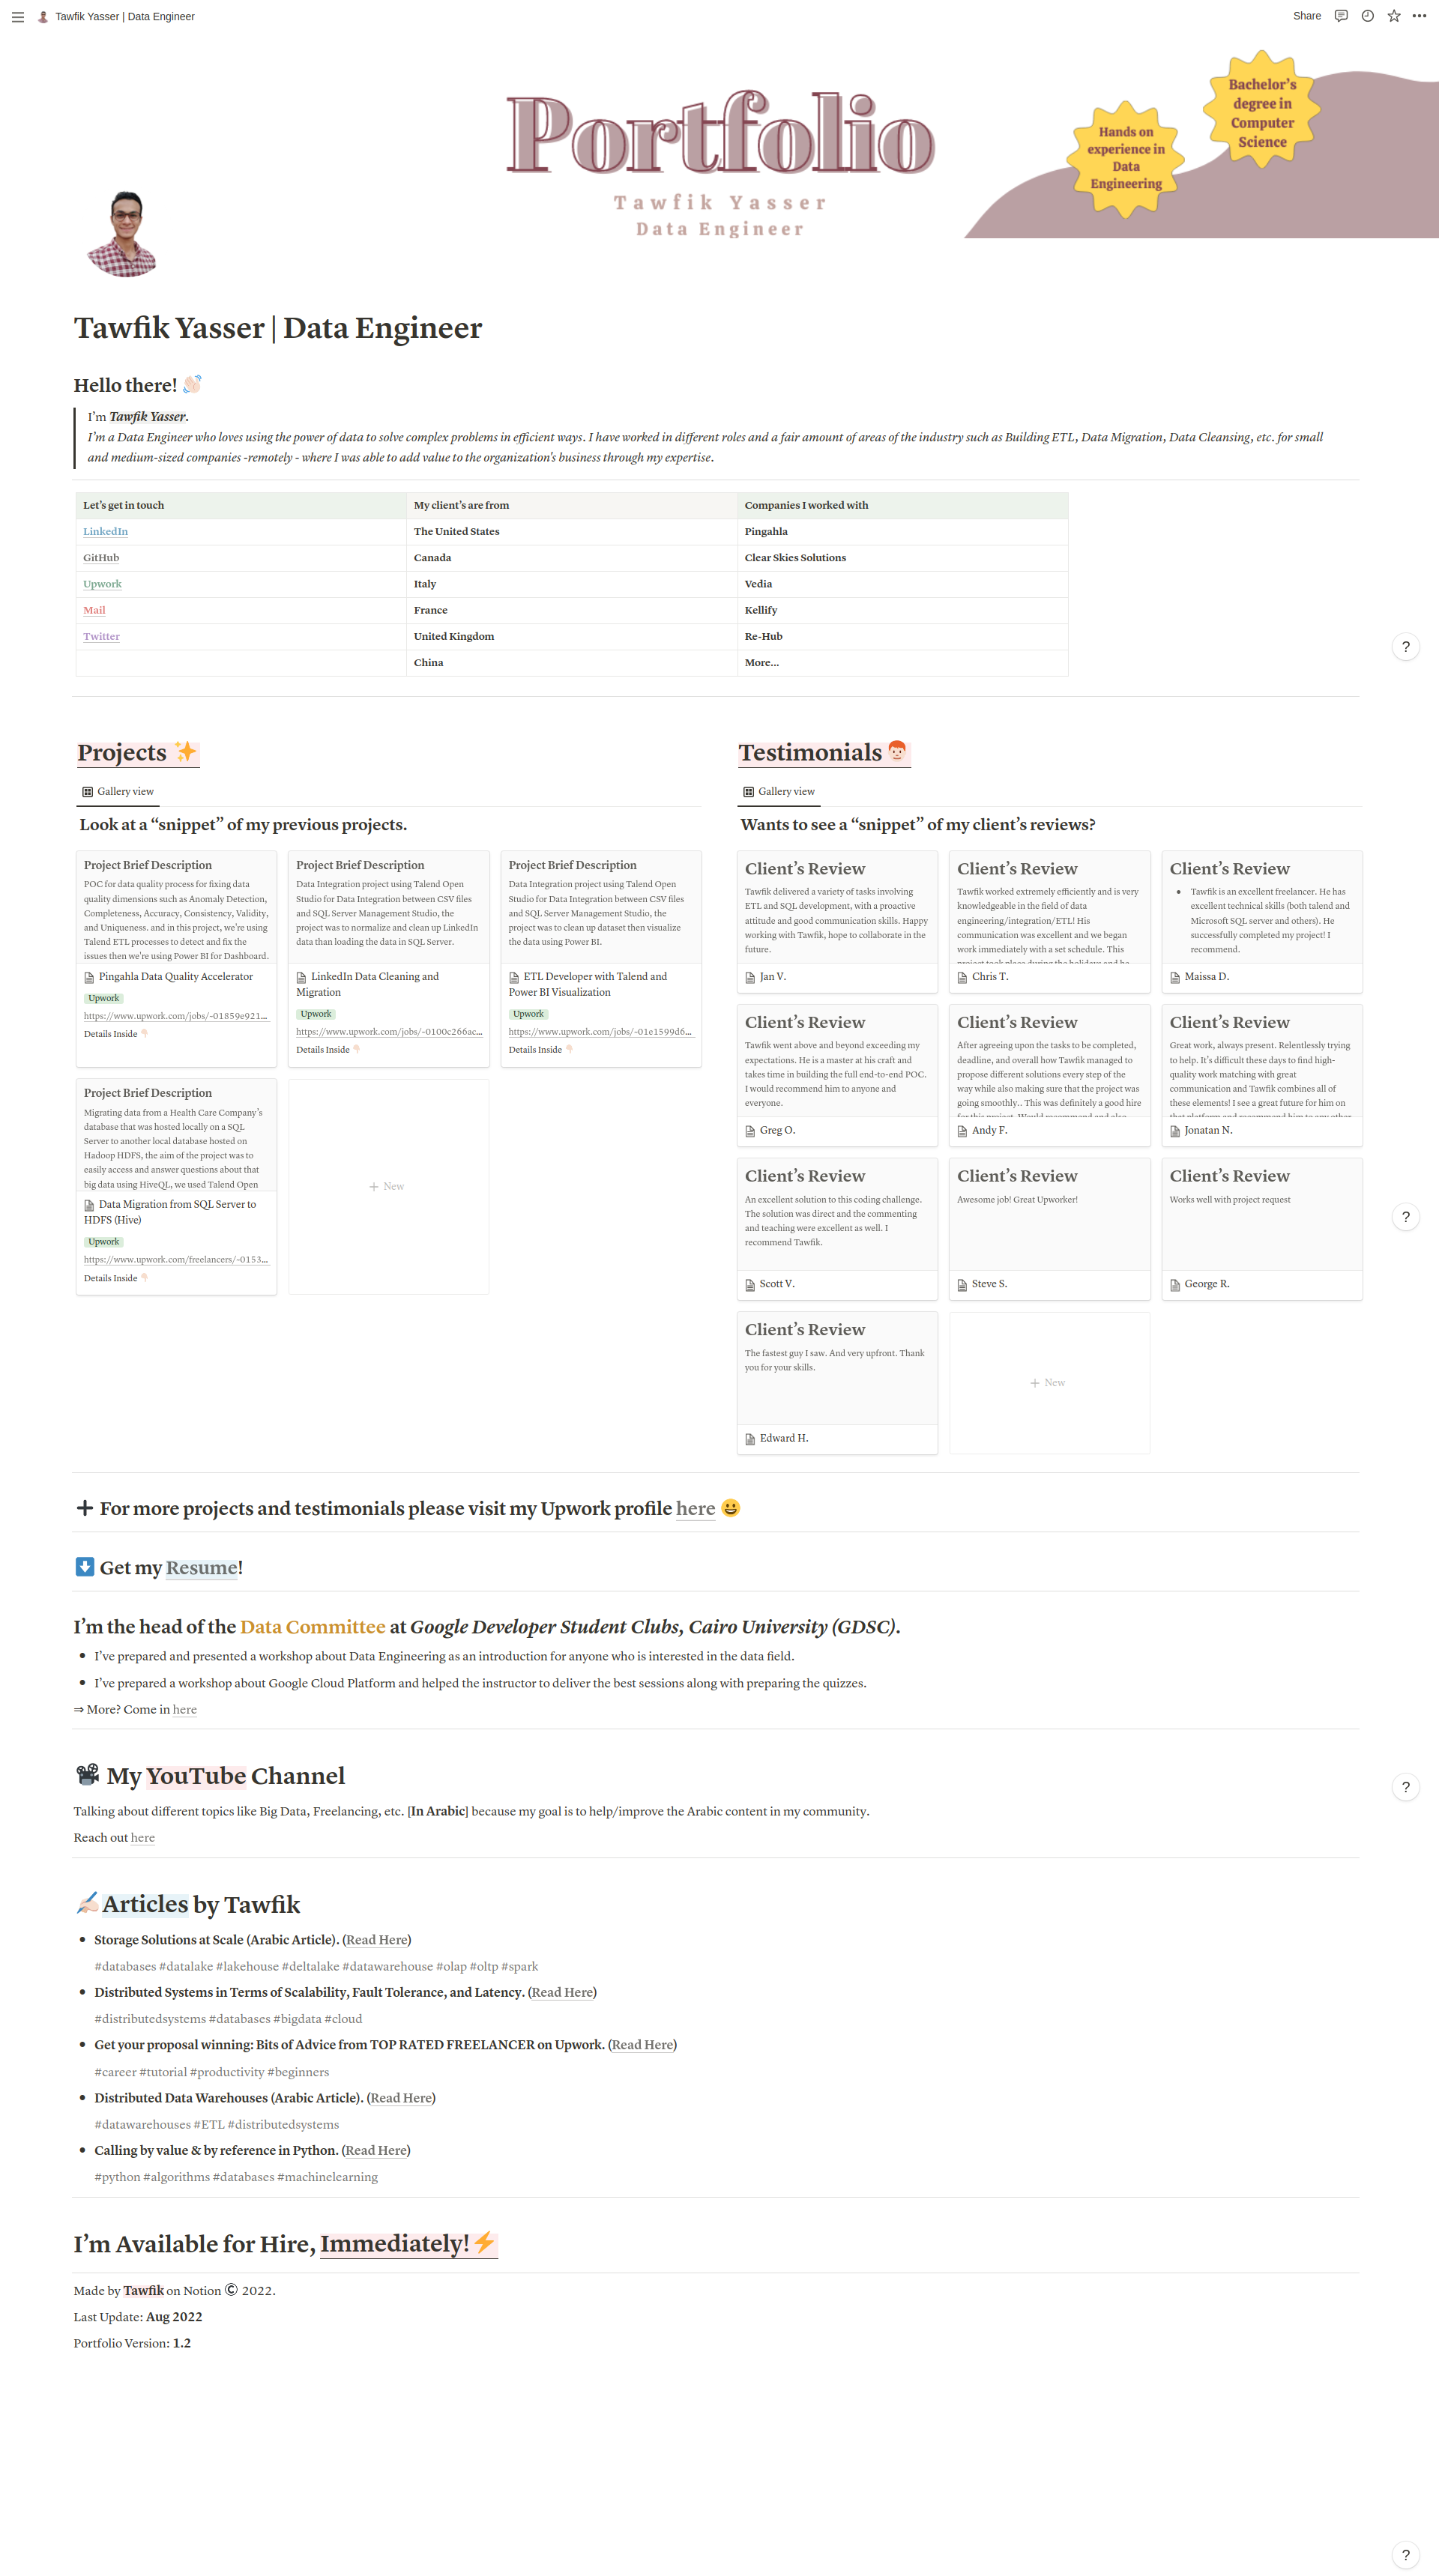 Tawfik Yasser | Data Engineer
Share
Portfolio
Tawfik Yasser
Data Engineer
Hands on
experience in
Data
Engineering
Bachelor's
degree in
Computer
Science
Tawfik Yasser | Data Engineer
Hello there! 👋🏻
I'm Tawfik Yasser.
I'm a Data Engineer who loves using the power of data to solve complex problems in efficient ways. I have worked in different roles and a fair amount of areas of the industry such as Building ETL, Data Migration, Data Cleansing, etc. for small
and medium-sized companies -remotely - where I was able to add value to the organization's business through my expertise.
Let's get in touch
My client's are from
Companies I worked with
LinkedIn
The United States
Pingahla
GitHub
Canada
Clear Skies Solutions
Upwork
Italy
Vedia
Mail
France
Kellify
Twitter
United Kingdom
Re-Hub
China
More...
?
Projects ✨
Gallery view
Look at a “snippet” of my previous projects.
Project Brief Description
POC for data quality process for fixing data
quality dimensions such as Anomaly Detection,
Completeness, Accuracy, Consistency, Validity,
and Uniqueness. and in this project, we're using
Talend ETL processes to detect and fix the
issues then we're using Power BI for Dashboard.
Pingahla Data Quality Accelerator
Upwork
https://www.upwork.com/jobs/~01859e921...
Details Inside 👇🏻
Project Brief Description
Data Integration project using Talend Open
Studio for Data Integration between CSV files
and SQL Server Management Studio, the
project was to normalize and clean up LinkedIn
data than loading the data in SQL Server.
LinkedIn Data Cleaning and
Migration
Upwork
https://www.upwork.com/jobs/~0100c266ac...
Details Inside 👇🏻
Project Brief Description
Data Integration project using Talend Open
Studio for Data Integration between CSV files
and SQL Server Management Studio, the
project was to clean up dataset then visualize
the data using Power BI.
ETL Developer with Talend and
Power BI Visualization
Upwork
https://www.upwork.com/jobs/~01e1599d6...
Details Inside 👇🏻
Project Brief Description
Migrating data from a Health Care Company's
database that was hosted locally on a SQL
Server to another local database hosted on
Hadoop HDFS, the aim of the project was to
easily access and answer questions about that
big data using HiveQL, we used Talend Open
Data Migration from SQL Server to
HDFS (Hive)
Upwork
https://www.upwork.com/freelancers/~0153...
Details Inside 👇🏻
+ New
Testimonials 👨🏻‍🦰
Gallery view
Wants to see a “snippet” of my client's reviews?
Client's Review
Tawfik delivered a variety of tasks involving
ETL and SQL development, with a proactive
attitude and good communication skills. Happy
working with Tawfik, hope to collaborate in the
future.
Jan V.
Client's Review
Tawfik worked extremely efficiently and is very
knowledgeable in the field of data
engineering/integration/ETL! His
communication was excellent and we began
work immediately with a set schedule. This
project took place during the holidays and he
Chris T.
Client's Review
• Tawfik is an excellent freelancer. He has
excellent technical skills (both talend and
Microsoft SQL server and others). He
successfully completed my project! I
recommend.
Maissa D.
Client's Review
Tawfik went above and beyond exceeding my
expectations. He is a master at his craft and
takes time in building the full end-to-end POC.
I would recommend him to anyone and
everyone.
Greg O.
Client's Review
After agreeing upon the tasks to be completed,
deadline, and overall how Tawfik managed to
propose different solutions every step of the
way while also making sure that the project was
going smoothly.. This was definitely a good hire
for this project. Would recommend and also
Andy F.
Client's Review
Great work, always present. Relentlessly trying
to help. It's difficult these days to find high-
quality work matching with great
communication and Tawfik combines all of
these elements! I see a great future for him on
that platform and recommend him to any other
Jonatan N.
Client's Review
An excellent solution to this coding challenge.
The solution was direct and the commenting
and teaching were excellent as well. I
recommend Tawfik.
Scott V.
Client's Review
Awesome job! Great Upworker!
Steve S.
Client's Review
Works well with project request
George R.
Client's Review
The fastest guy I saw. And very upfront. Thank
you for your skills.
Edward H.
+ New
?
➕ For more projects and testimonials please visit my Upwork profile here 😀
⬇️ Get my Resume!
I'm the head of the Data Committee at Google Developer Student Clubs, Cairo University (GDSC).
• I've prepared and presented a workshop about Data Engineering as an introduction for anyone who is interested in the data field.
• I've prepared a workshop about Google Cloud Platform and helped the instructor to deliver the best sessions along with preparing the quizzes.
⇒ More? Come in here
🎥 My YouTube Channel
?
Talking about different topics like Big Data, Freelancing, etc. [In Arabic] because my goal is to help/improve the Arabic content in my community.
Reach out here
✍🏻Articles by Tawfik
• Storage Solutions at Scale (Arabic Article). (Read Here)
#databases #datalake #lakehouse #deltalake #datawarehouse #olap #oltp #spark
• Distributed Systems in Terms of Scalability, Fault Tolerance, and Latency. (Read Here)
#distributedsystems #databases #bigdata #cloud
• Get your proposal winning: Bits of Advice from TOP RATED FREELANCER on Upwork. (Read Here)
#career #tutorial #productivity #beginners
• Distributed Data Warehouses (Arabic Article). (Read Here)
#datawarehouses #ETL #distributedsystems
• Calling by value & by reference in Python. (Read Here)
#python #algorithms #databases #machinelearning
I'm Available for Hire, Immediately!⚡
Made by Tawfik on Notion © 2022.
Last Update: Aug 2022
Portfolio Version: 1.2
?